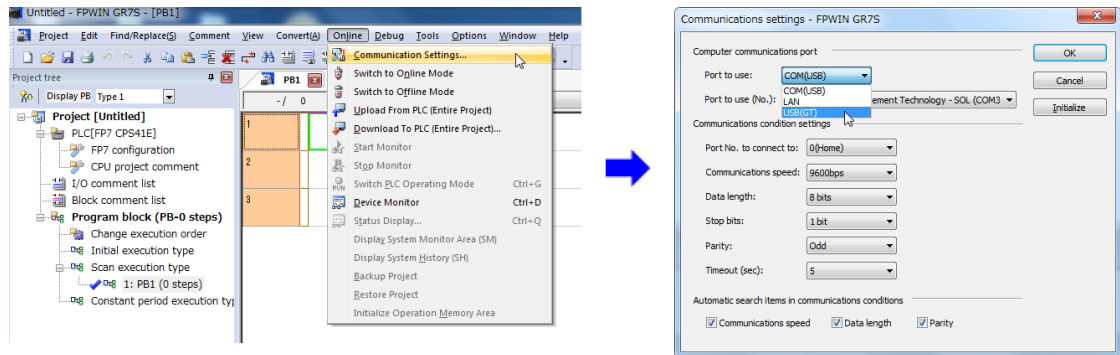 Untitled - FPWIN GR7S - [PB1]
Project Edit Find/Replace(S) Comment View Convert(A) Online Debug Tools Options Window Help
Project tree
Display PB Type 1
Project [Untitled]
PLC[FP7 CPS41E]
FP7 configuration
CPU project comment
I/O comment list
Block comment list
Program block (PB-0 steps)
Change execution order
Initial execution type
Scan execution type
1: PB1 (0 steps)
Constant period execution typ
PB1
- / 0
1
2
3
Communication Settings...
Switch to Online Mode
Switch to Offline Mode
Upload From PLC (Entire Project)
Download To PLC (Entire Project)...
Start Monitor
Stop Monitor
Switch PLC Operating Mode Ctrl+G
Device Monitor Ctrl+D
Status Display... Ctrl+Q
Display System Monitor Area (SM)
Display System History (SH)
Backup Project
Restore Project
Initialize Operation Memory Area
Communications settings - FPWIN GR7S
Computer communications port
Port to use: COM(USB)
COM(USB)
LAN
USB(GT)
Port to use (No.): ement Technology - SOL (COM3
Communications condition settings
Port No. to connect to: 0(Home)
Communications speed: 9600bps
Data length: 8 bits
Stop bits: 1 bit
Parity: Odd
Timeout (sec): 5
Automatic search items in communications conditions
Communications speed Data length Parity
OK
Cancel
Initialize